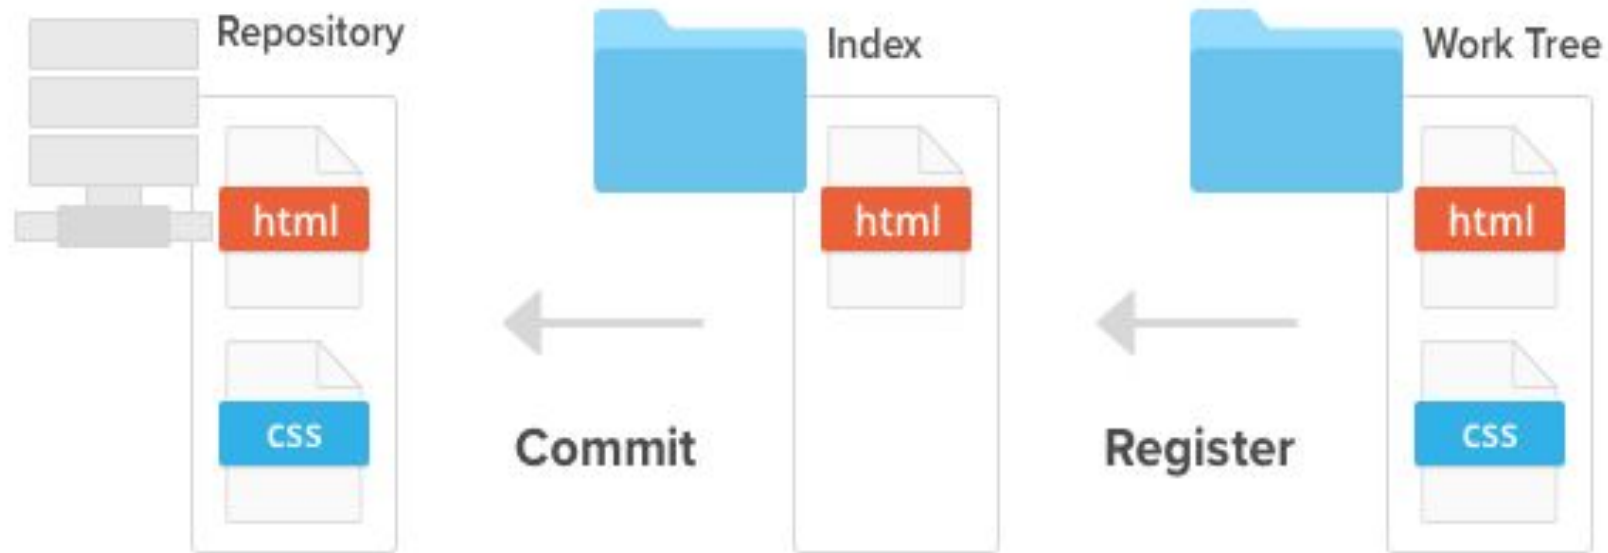 Repository
html
css
Commit
Index
html
Register
Work Tree
html
css